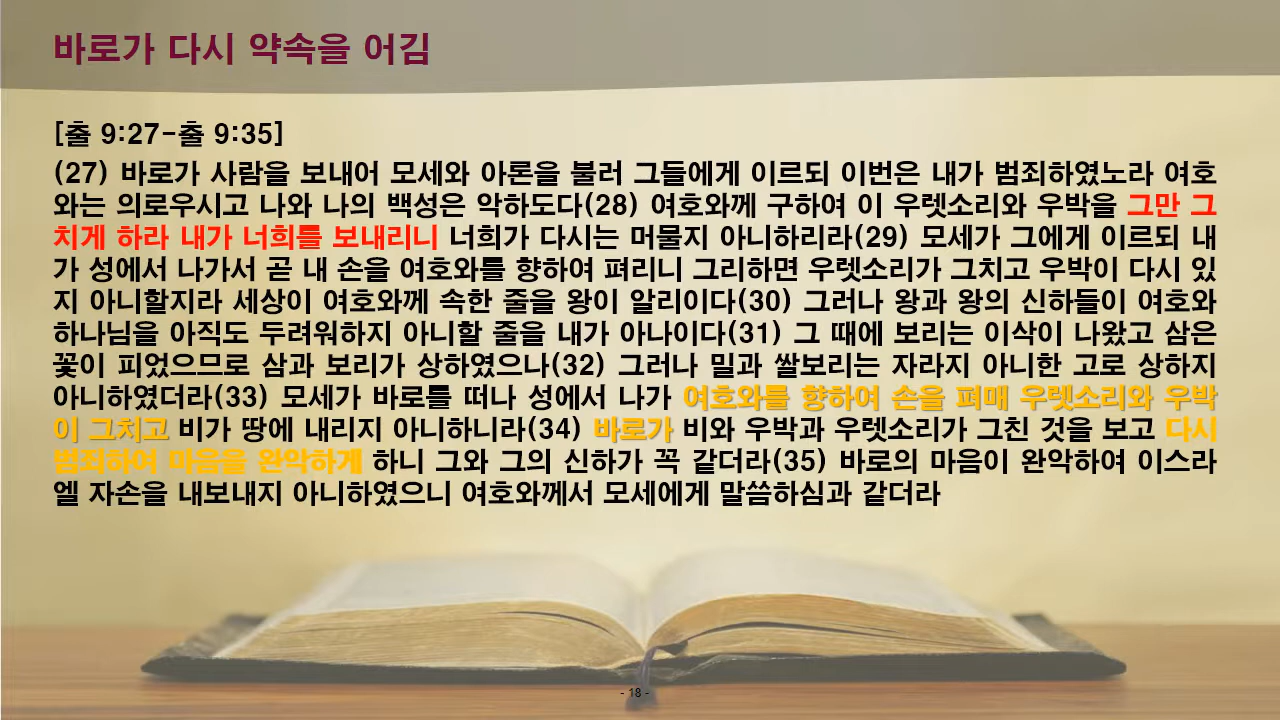 바로가 다시 약속을 어김
[출 9:27-출 9:35]
(27) 바로가 사람을 보내어 모세와 아론을 불러 그들에게 이르되 이번은 내가 범죄하였노라 여호
와는 의로우시고 나와 나의 백성은 악하도다(28) 여호와께 구하여 이 우렛소리와 우박을 그만 그
치게 하라 내가 너희를 보내리니 너희가 다시는 머물지 아니하리라(29) 모세가 그에게 이르되 내
가 성에서 나가서 곧 내 손을 여호와를 향하여 펴리니 그리하면 우렛소리가 그치고 우박이 다시 있
지 아니할지라 세상이 여호와께 속한 줄을 왕이 알리이다(30) 그러나 왕과 왕의 신하들이 여호와
하나님을 아직도 두려워하지 아니할 줄을 내가 아나이다(31) 그 때에 보리는 이삭이 나왔고 삼은
꽃이 피었으므로 삼과 보리가 상하였으나(32) 그러나 밀과 쌀보리는 자라지 아니한 고로 상하지
아니하였더라(33) 모세가 바로를 떠나 성에서 나가 여호와를 향하여 손을 펴매 우렛소리와 우박
이 그치고 비가 땅에 내리지 아니하니라(34) 바로가 비와 우박과 우렛소리가 그친 것을 보고 다시
범죄하여 마음을 완악하게 하니 그와 그의 신하가 꼭 같더라(35) 바로의 마음이 완악하여 이스라
엘 자손을 내보내지 아니하였으니 여호와께서 모세에게 말씀하심과 같더라
- 18 -